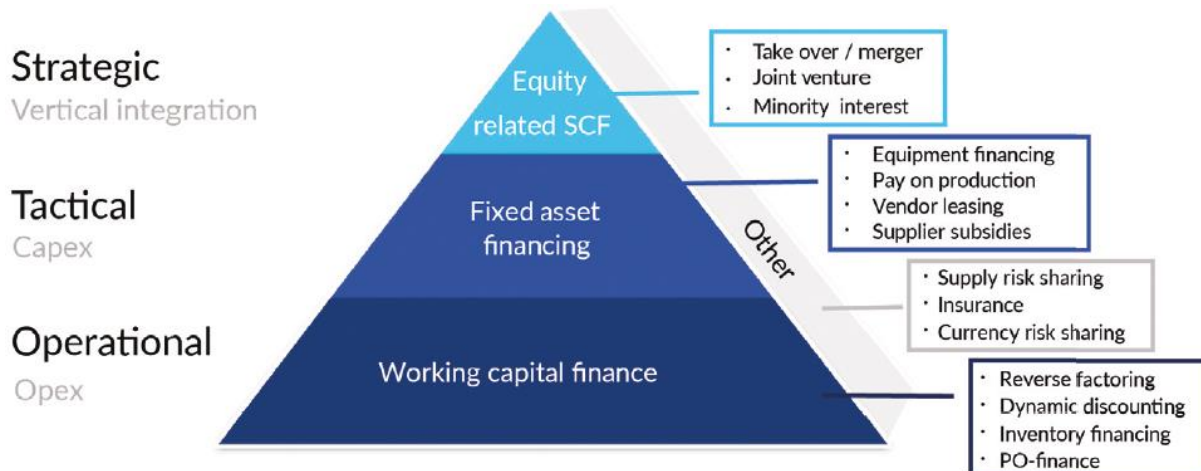 Strategic
Vertical integration
Equity
related SCF
· Take over / merger
· Joint venture
· Minority interest
Tactical
Capex
Fixed asset
financing
· Equipment financing
· Pay on production
· Vendor leasing
· Supplier subsidies
Other
· Supply risk sharing
· Insurance
· Currency risk sharing
Operational
Opex
Working capital finance
· Reverse factoring
· Dynamic discounting
· Inventory financing
· PO-finance